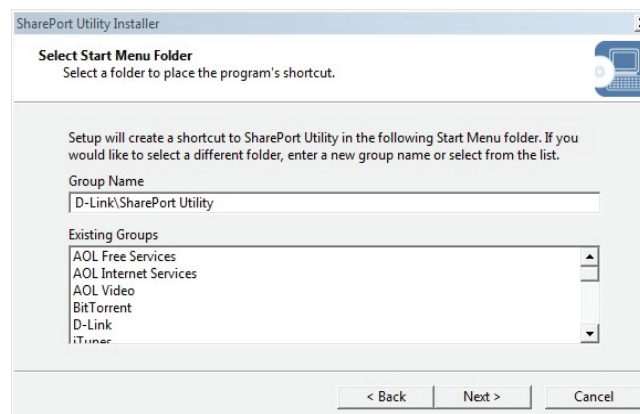 SharePort Utility Installer
Select Start Menu Folder
Select a folder to place the program's shortcut.
Setup will create a shortcut to SharePort Utility in the following Start Menu folder. If you
would like to select a different folder, enter a new group name or select from the list.
Group Name
D-Link\SharePort Utility
Existing Groups
AOL Free Services
AOL Internet Services
AOL Video
BitTorrent
D-Link
iTunes
< Back
Next >
Cancel